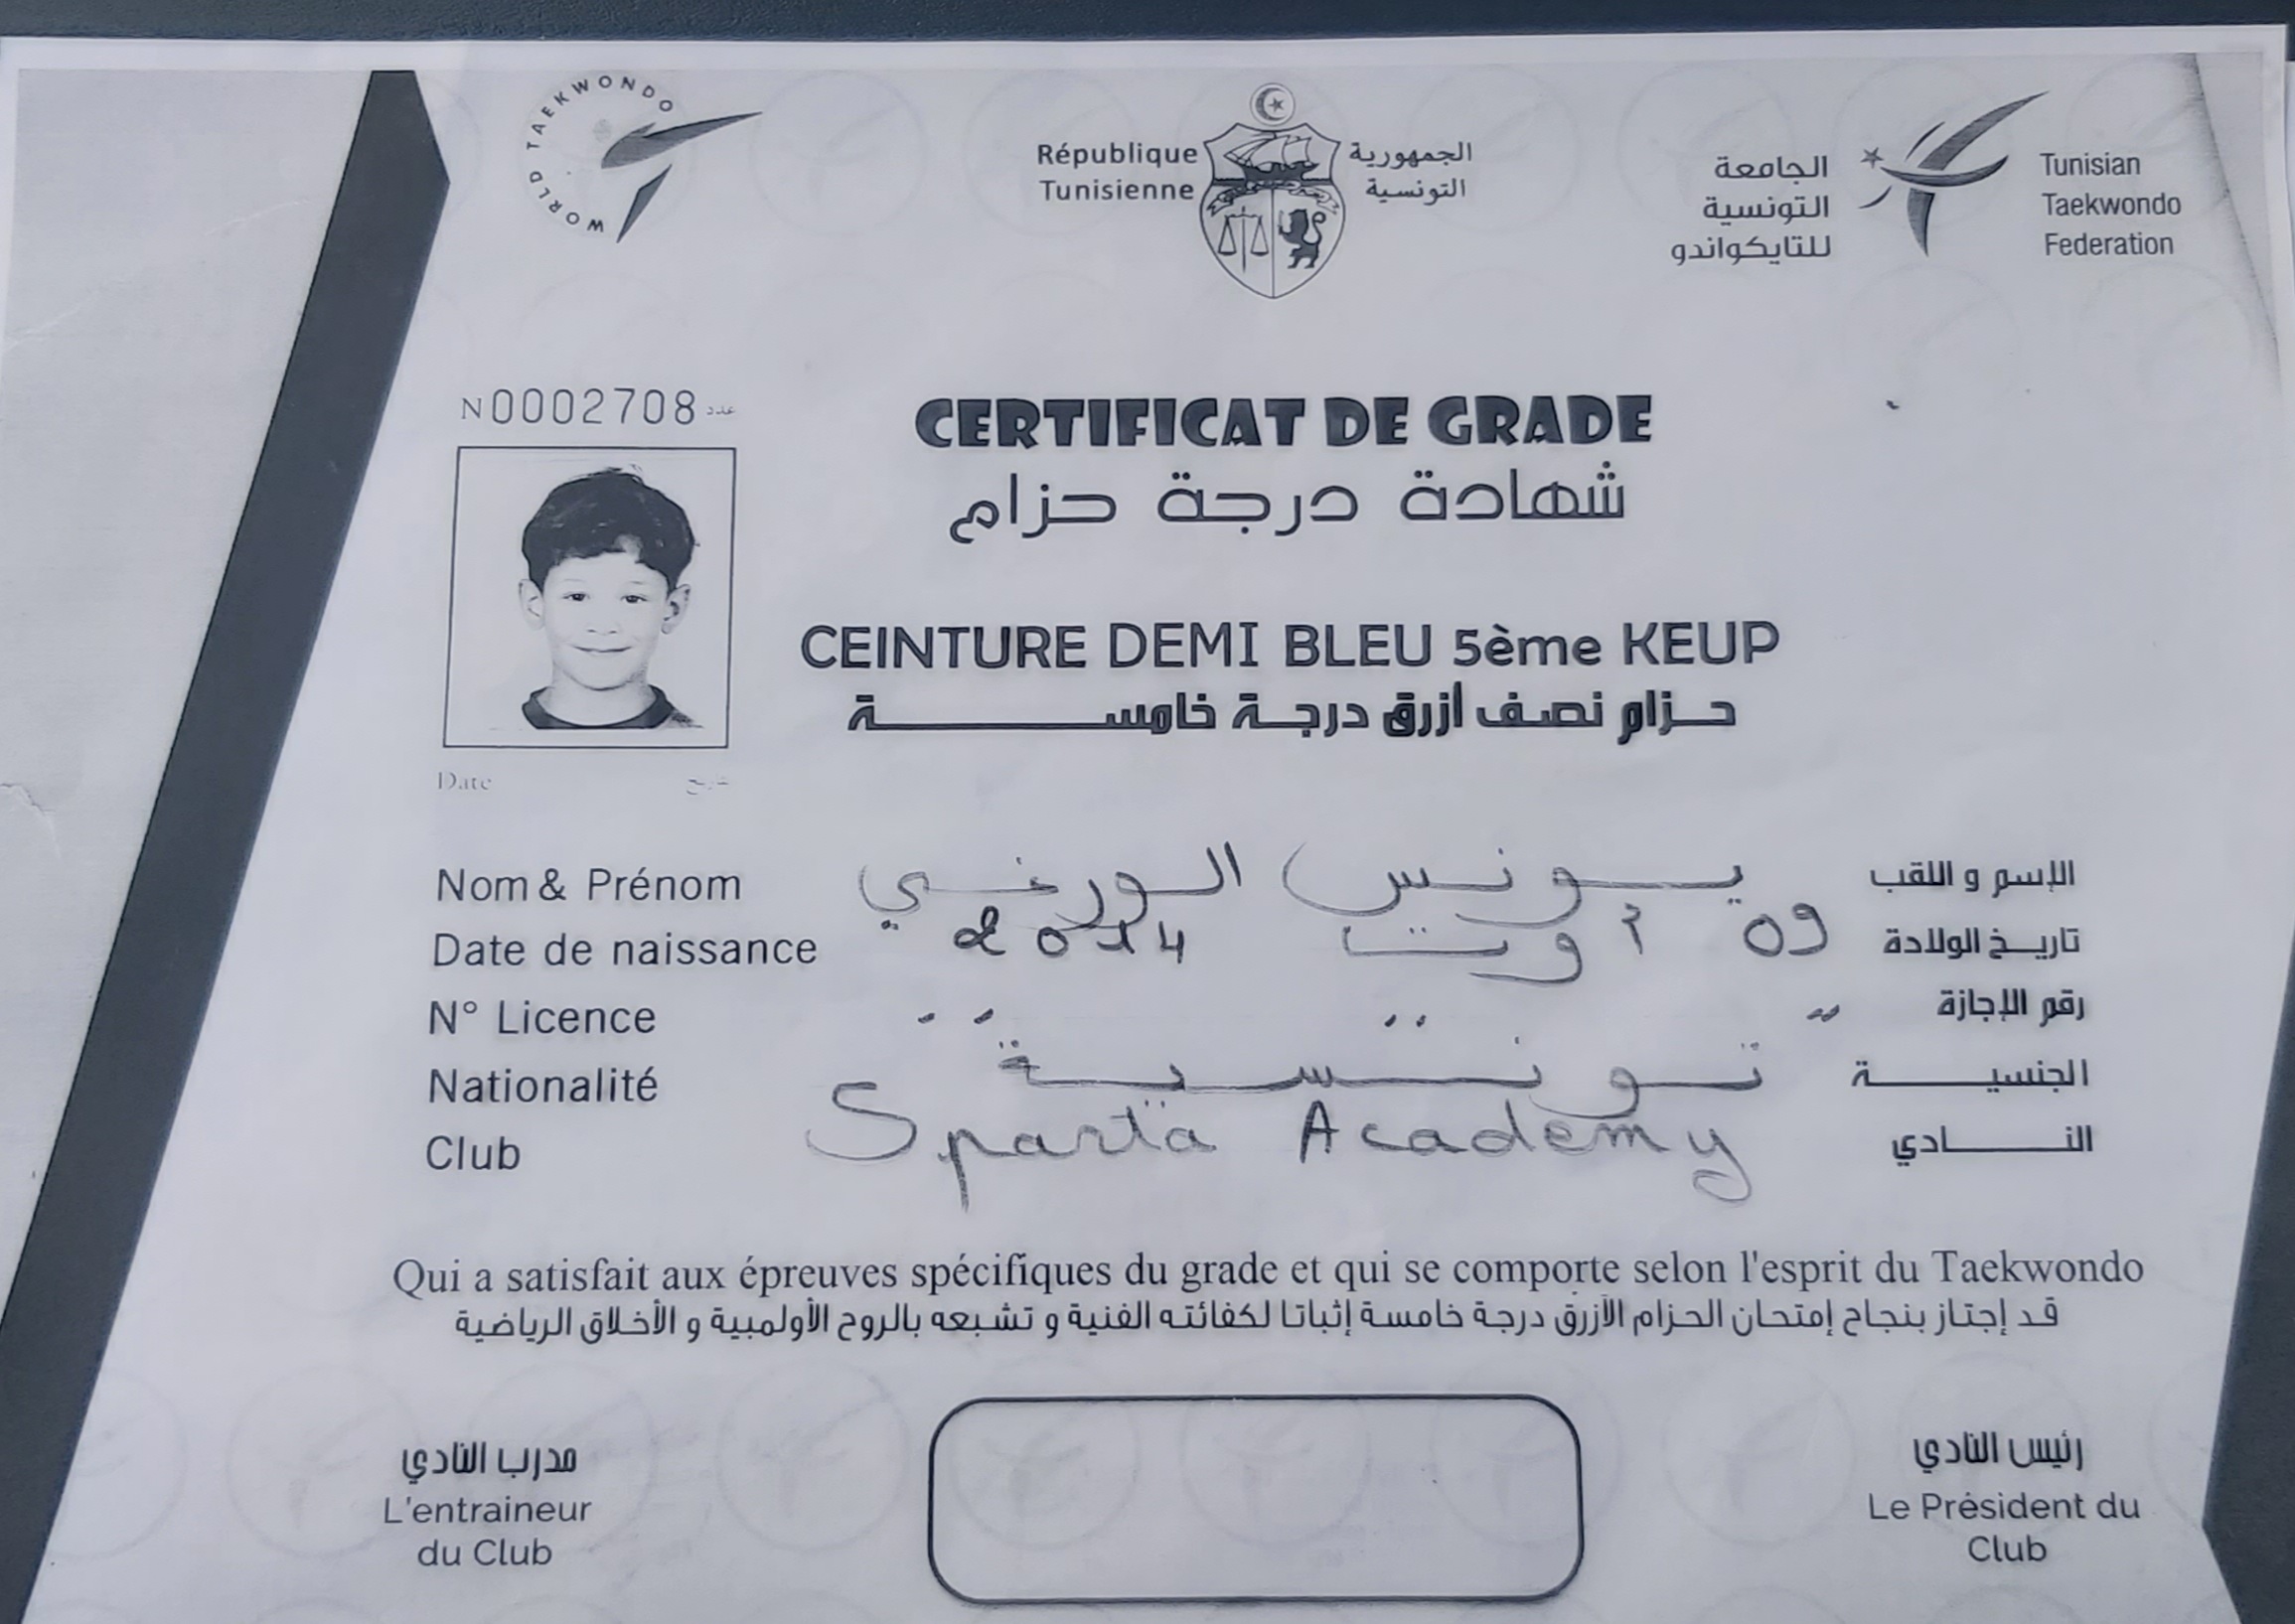 WORLD TAEKWONDO
République Tunisienne
الجمهورية التونسية
الجامعة التونسية للتايكواندو
Tunisian Taekwondo Federation
N 0002708 عدد
CERTIFICAT DE GRADE
شهادة درجة حزام
CEINTURE DEMI BLEU 5ème KEUP
حزام نصف أزرق درجة خامسة
Date
Nom & Prénom يونس الورغي الإسم و اللقب
Date de naissance 09 أوت 2014 تاريخ الولادة
N° Licence رقم الإجازة
Nationalité تونسية الجنسية
Club Sparta Academy النادي
Qui a satisfait aux épreuves spécifiques du grade et qui se comporte selon l'esprit du Taekwondo
قد إجتاز بنجاح إمتحان الحزام الأزرق درجة خامسة إثباتا لكفائته الفنية و تشبعه بالروح الأولمبية و الأخلاق الرياضية
مدرب النادي
L'entraineur
du Club
رئيس النادي
Le Président du
Club